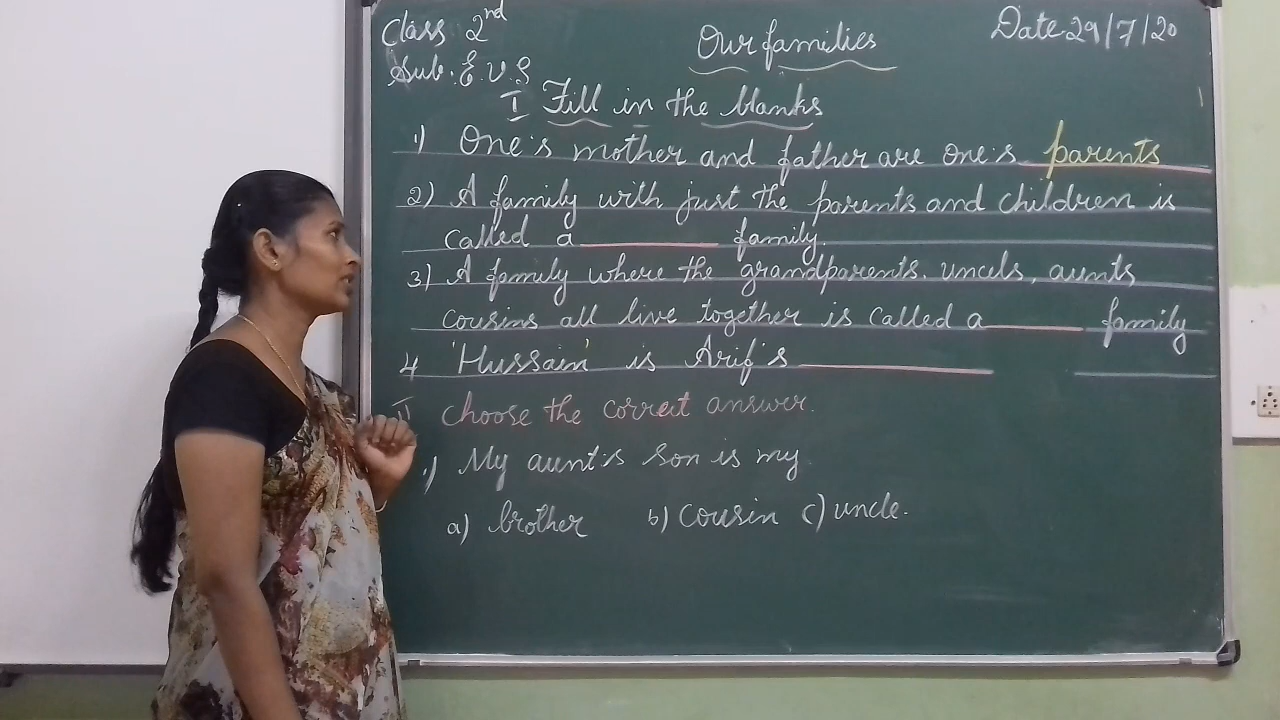 Class 2nd
Our families
Date 29/7/20
Sub. E.V.S
I Fill in the blanks
1) One's mother and father are one's parents
2) A family with just the parents and children is
called a ______ family.
3) A family where the grandparents. uncels, aunts,
cousins all live together is called a ______ family
4 'Hussain' is Arif's ______
II Choose the correct answer.
1) My aunt's son is my
a) brother b) cousin c) uncle.